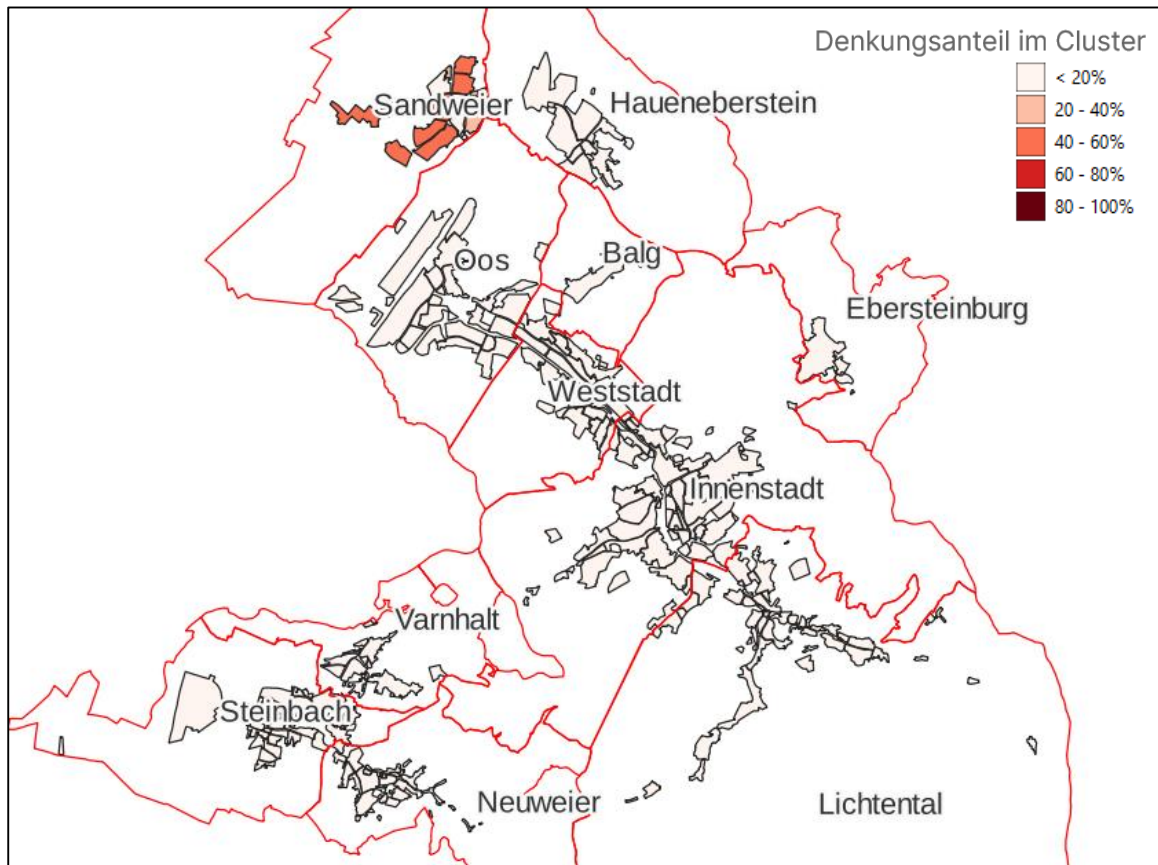 Denkungsanteil im Cluster
< 20%
20 - 40%
40 - 60%
60 - 80%
80 - 100%
Sandweier
Haueneberstein
Oos
Balg
Ebersteinburg
Weststadt
Innenstadt
Varnhalt
Steinbach
Neuweier
Lichtental